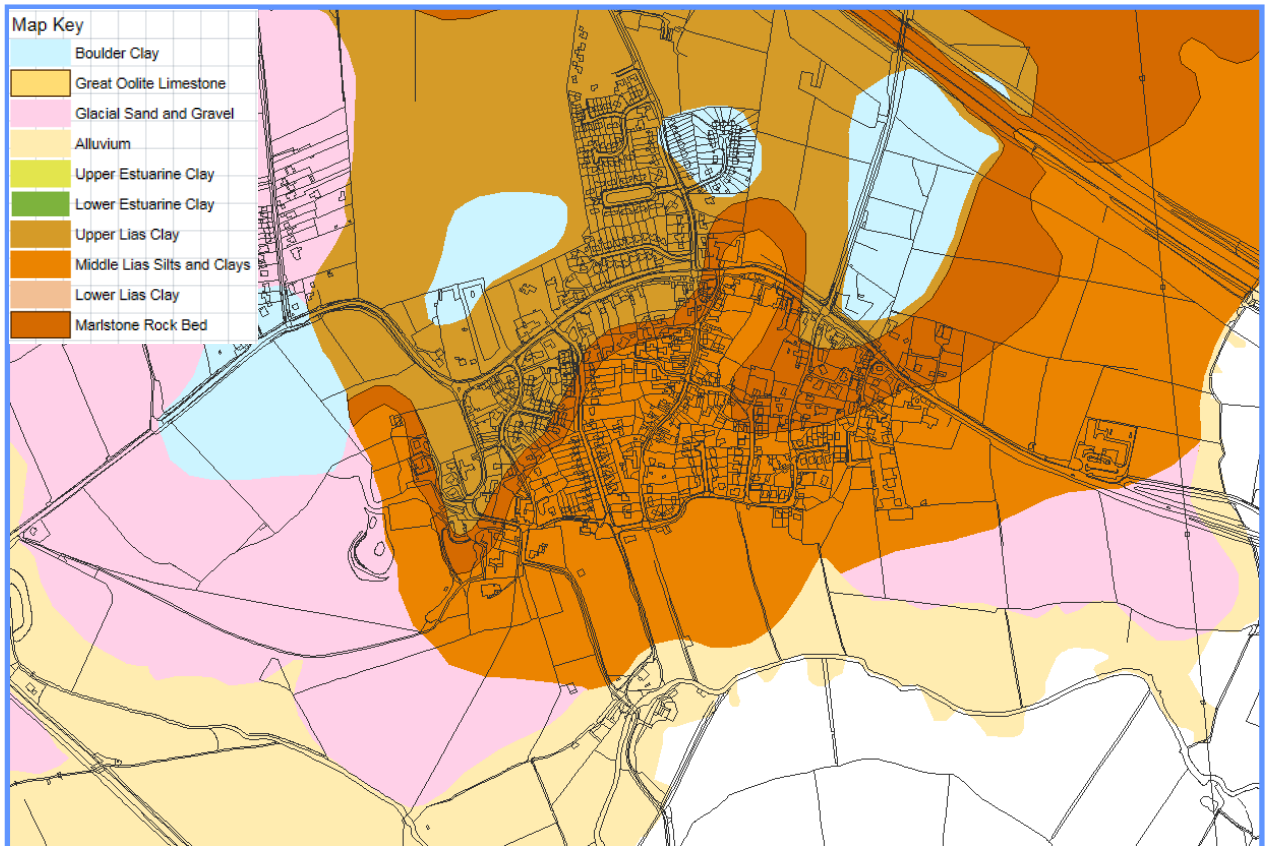 Map Key
Boulder Clay
Great Oolite Limestone
Glacial Sand and Gravel
Alluvium
Upper Estuarine Clay
Lower Estuarine Clay
Upper Lias Clay
Middle Lias Silts and Clays
Lower Lias Clay
Marlstone Rock Bed